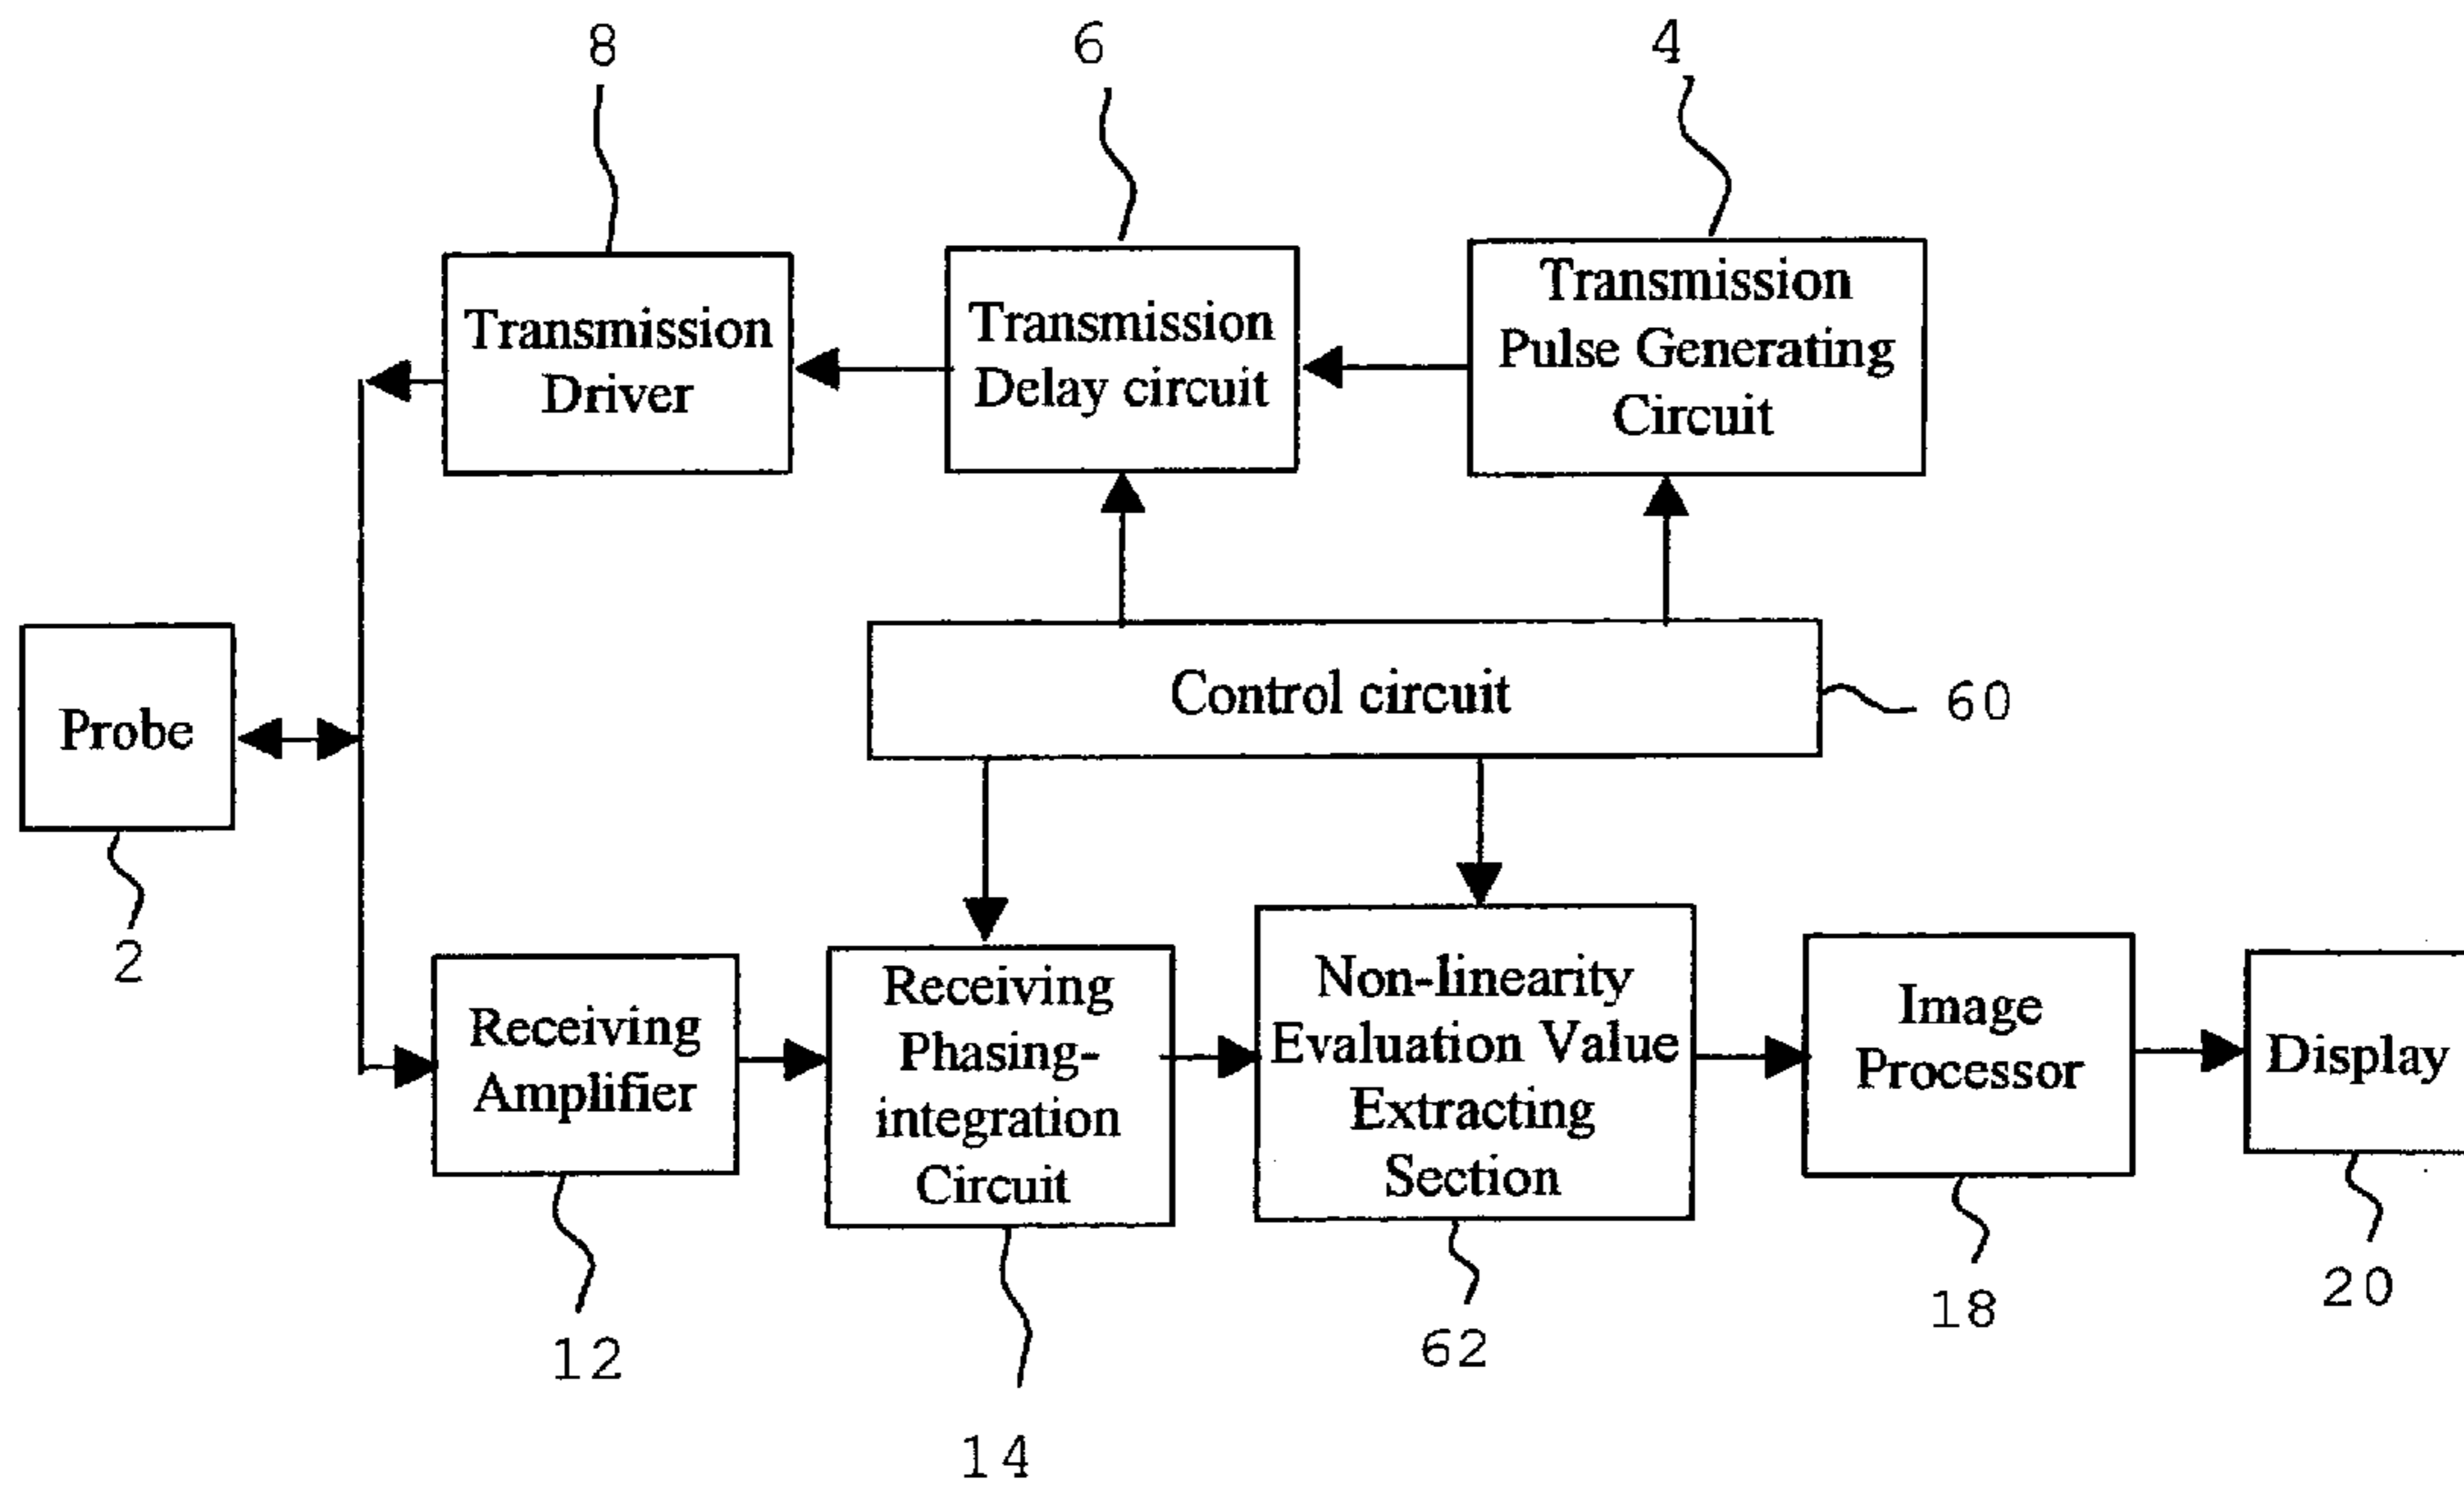 8
6
4
Transmission
Driver
Transmission
Delay circuit
Transmission
Pulse Generating
Circuit
Control circuit
60
Probe
2
Receiving
Amplifier
12
Receiving
Phasing-
integration
Circuit
14
Non-linearity
Evaluation Value
Extracting
Section
62
Image
Processor
18
Display
20